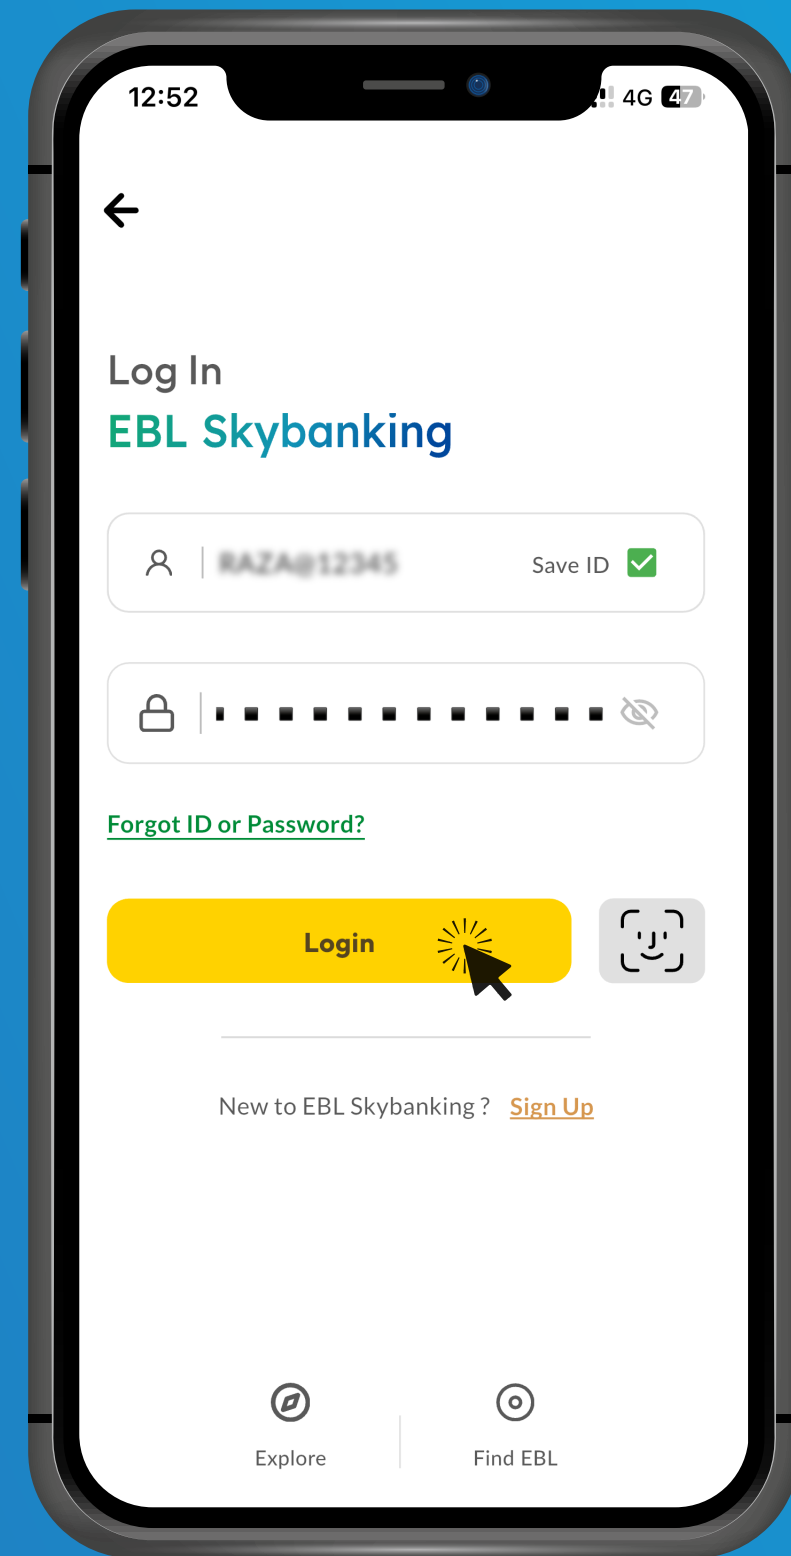 12:52
4G 47
Log In
EBL Skybanking
Save ID
Forgot ID or Password?
Login
New to EBL Skybanking ? Sign Up
Explore
Find EBL